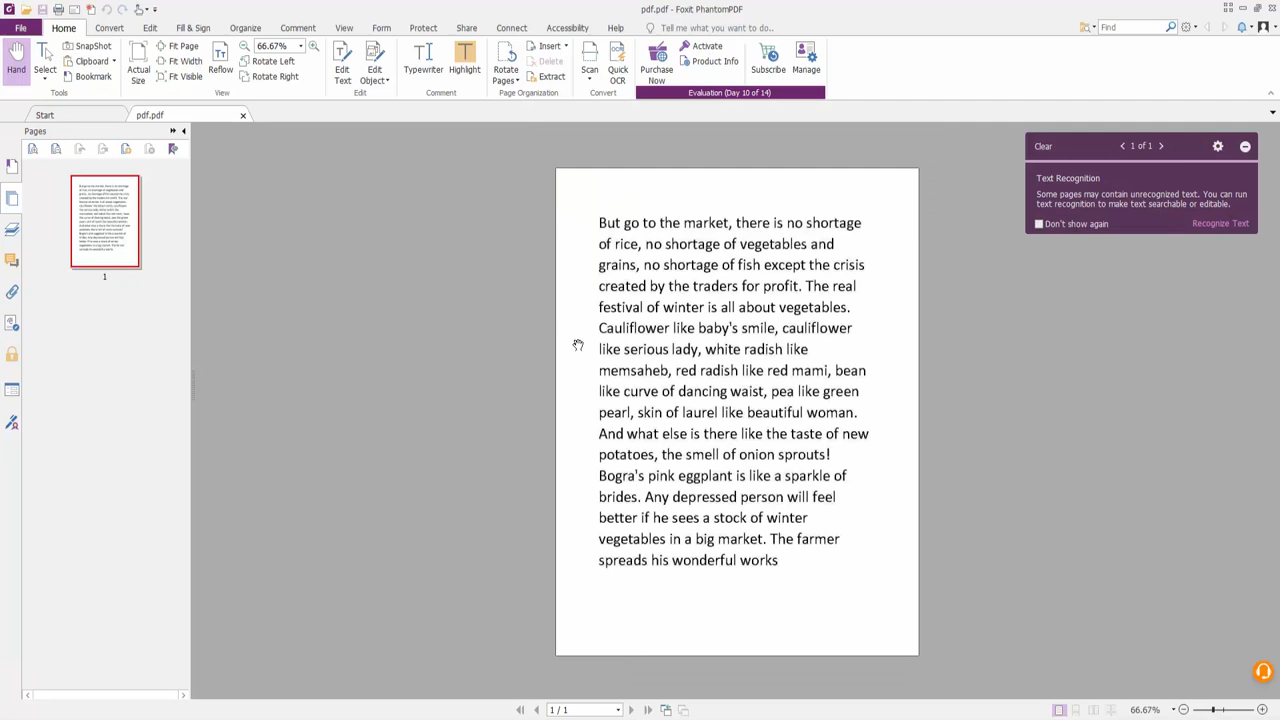 pdf.pdf - Foxit PhantomPDF
File Home Convert Edit Fill & Sign Organize Comment View Form Protect Share Connect Accessibility Help Tell me what you want to do.. Find
Hand
Select
SnapShot
Clipboard
Bookmark
Tools
Actual Size
Fit Page
Fit Width
Fit Visible
Reflow
66.67%
Rotate Left
Rotate Right
View
Edit Text
Edit Object
Edit
Typewriter
Highlight
Comment
Rotate Pages
Insert
Delete
Extract
Page Organization
Scan
Quick OCR
Convert
Purchase Now
Activate
Product Info
Subscribe
Manage
Evaluation (Day 10 of 14)
Start
pdf.pdf
Pages
1
Clear
1 of 1
Text Recognition
Some pages may contain unrecognized text. You can
run text recognition to make text searchable or editable.
Don't show again
Recognize Text
But go to the market, there is no shortage
of rice, no shortage of vegetables and
grains, no shortage of fish except the crisis
created by the traders for profit. The real
festival of winter is all about vegetables.
Cauliflower like baby's smile, cauliflower
like serious lady, white radish like
memsaheb, red radish like red mami, bean
like curve of dancing waist, pea like green
pearl, skin of laurel like beautiful woman.
And what else is there like the taste of new
potatoes, the smell of onion sprouts!
Bogra's pink eggplant is like a sparkle of
brides. Any depressed person will feel
better if he sees a stock of winter
vegetables in a big market. The farmer
spreads his wonderful works
1 / 1
66.67%